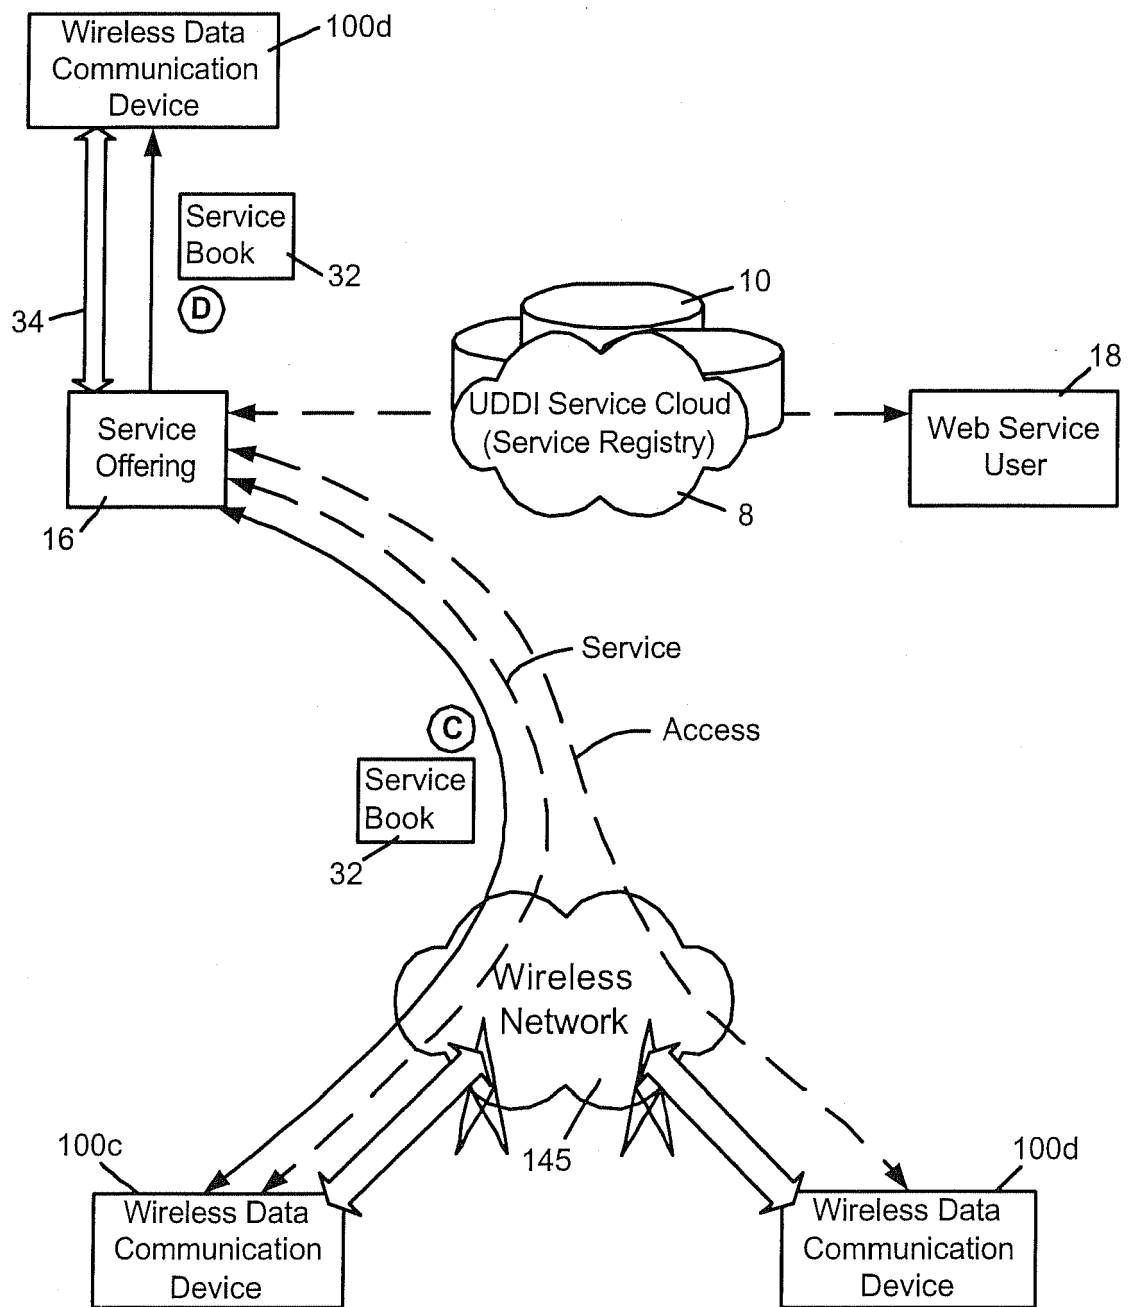 Wireless Data
Communication
Device
100d
Service
Book
32
D
34
10
18
UDDI Service Cloud
(Service Registry)
8
Service
Offering
16
Web Service
User
Service
Access
C
Service
Book
32
Wireless
Network
145
100c
Wireless Data
Communication
Device
100d
Wireless Data
Communication
Device